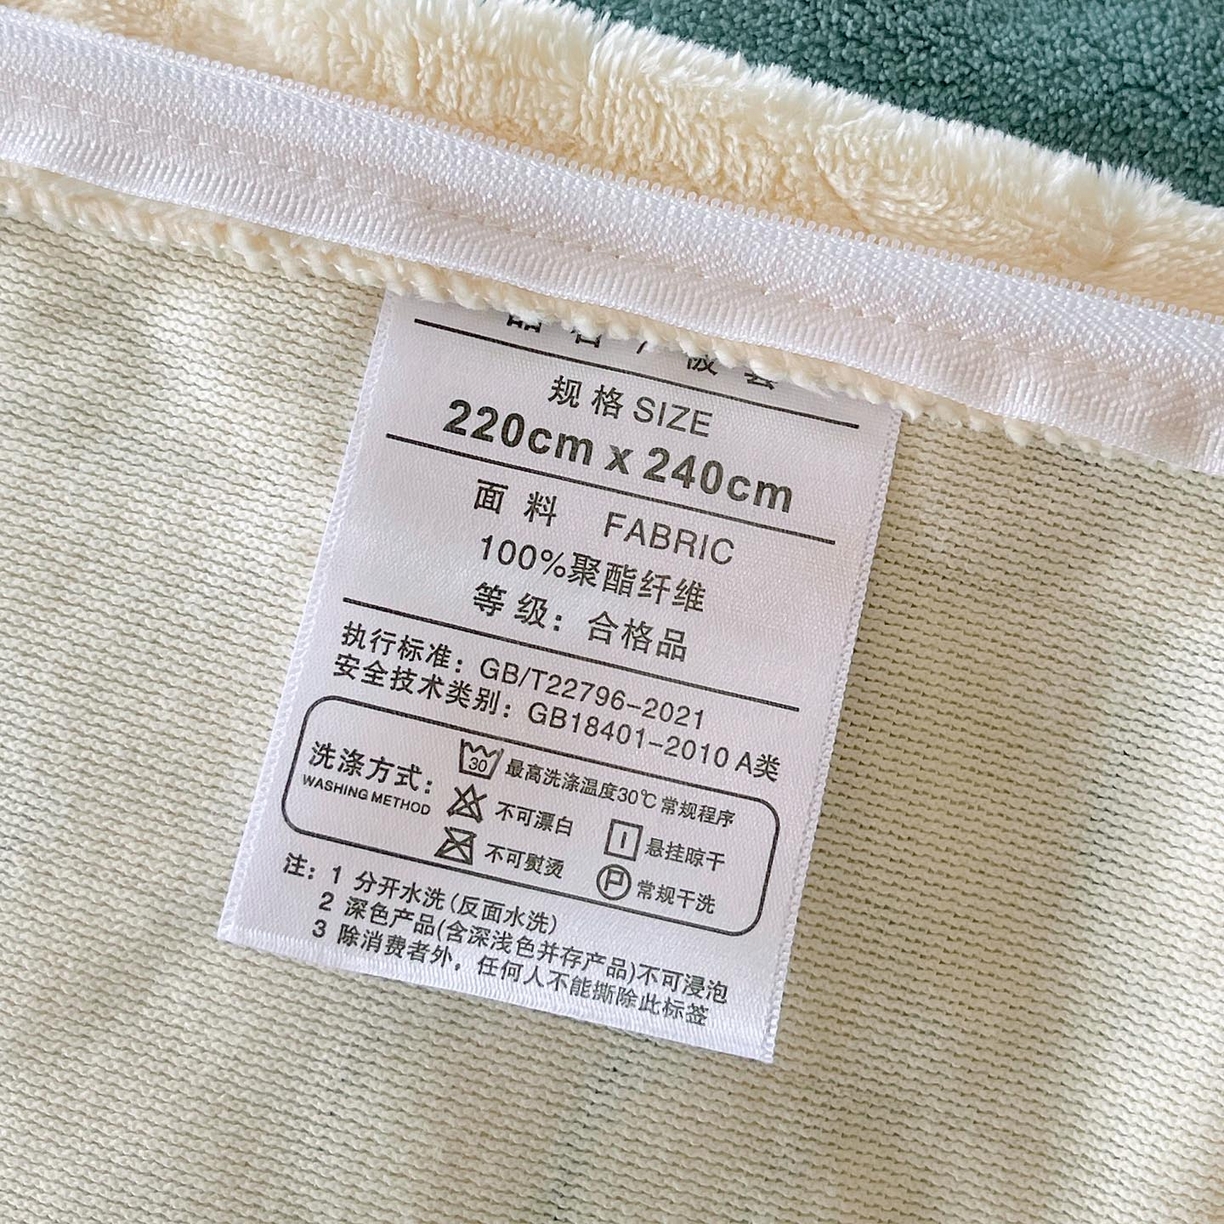 规格 SIZE
220cm x 240cm
面料 FABRIC
100%聚酯纤维
等级：合格品
执行标准：GB/T22796-2021
安全技术类别：GB18401-2010 A类
洗涤方式：
WASHING METHOD
30 最高洗涤温度30℃ 常规程序
不可漂白 悬挂晾干
不可熨烫 P 常规干洗
注：1 分开水洗(反面水洗)
2 深色产品(含深浅色并存产品)不可浸泡
3 除消费者外，任何人不能撕除此标签